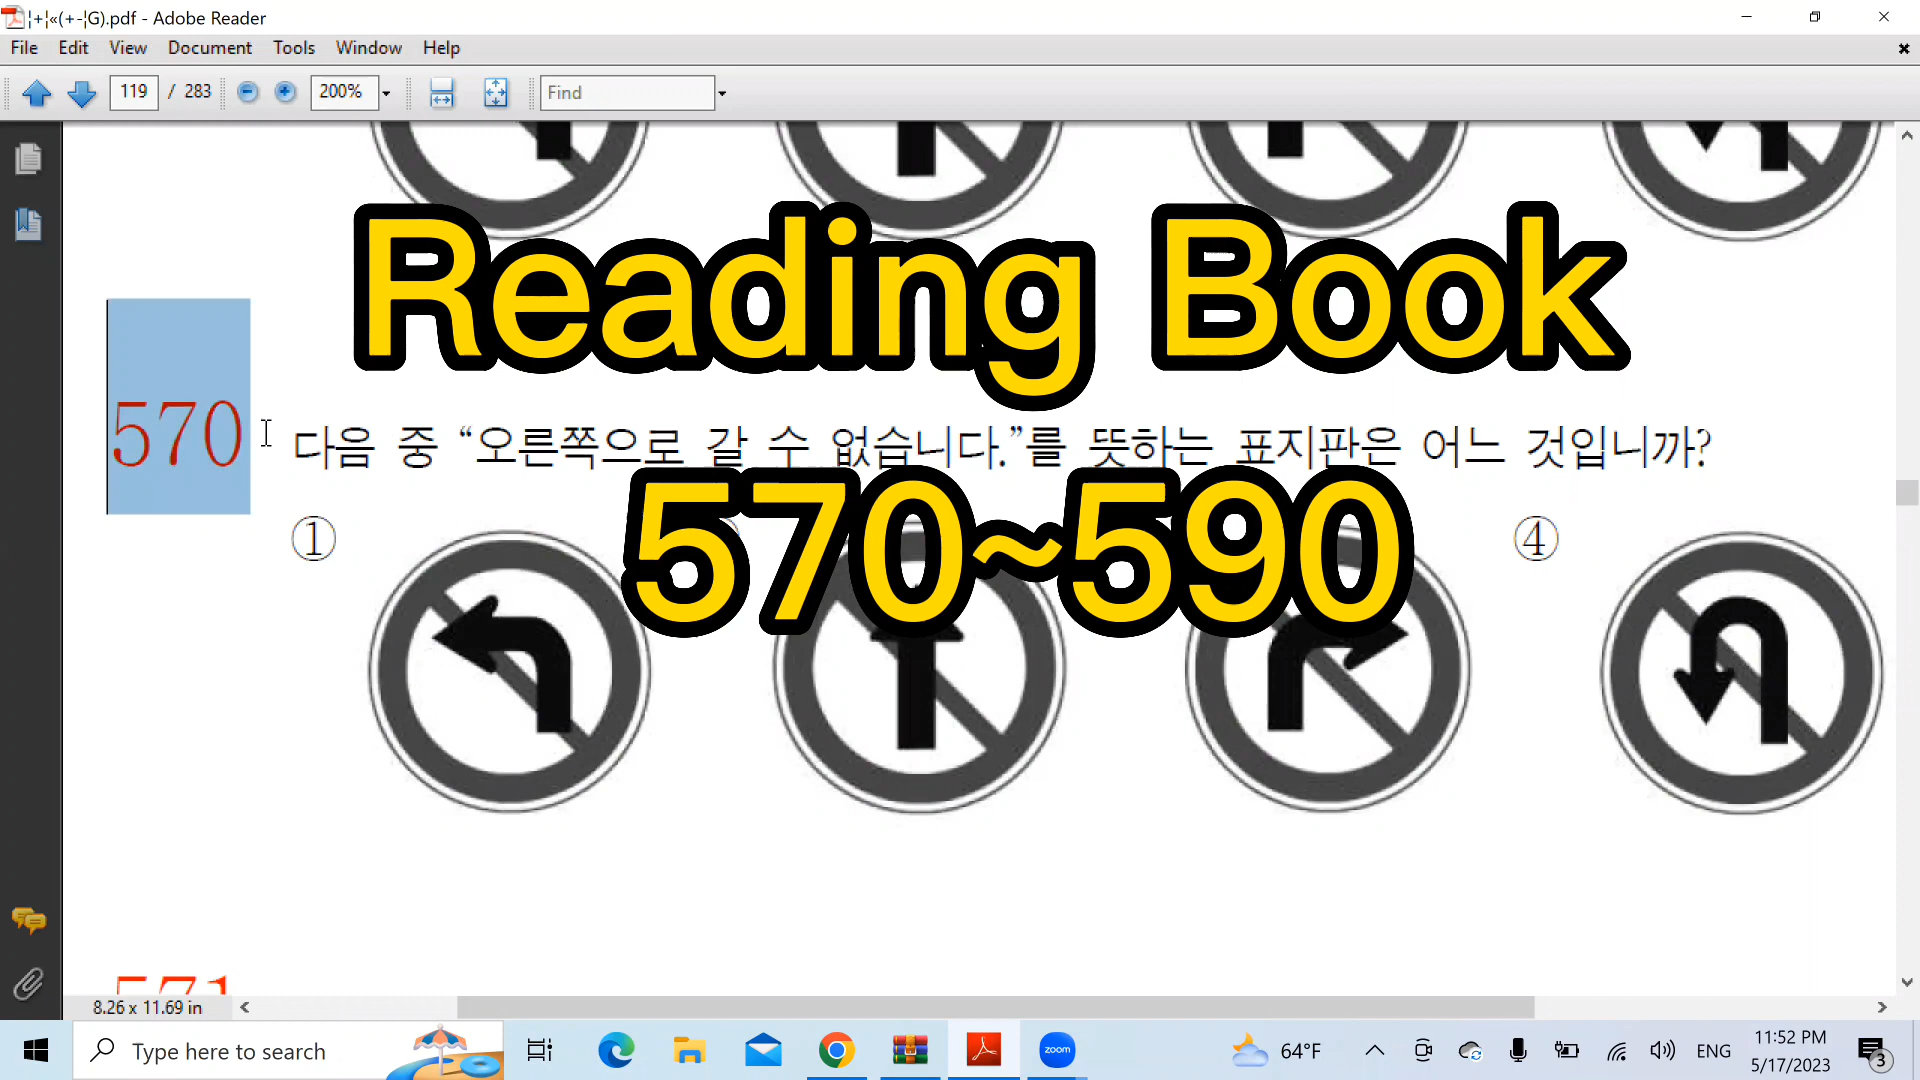 ¦+¦«(+-¦G).pdf - Adobe Reader
File Edit View Document Tools Window Help
119 / 283 200% Find
Reading Book
570 다음 중 “오른쪽으로 갈 수 없습니다.”를 뜻하는 표지판은 어느 것입니까?
570~590
① ④
571
8.26 x 11.69 in
Type here to search
zoom
64°F
ENG
11:52 PM
5/17/2023
3